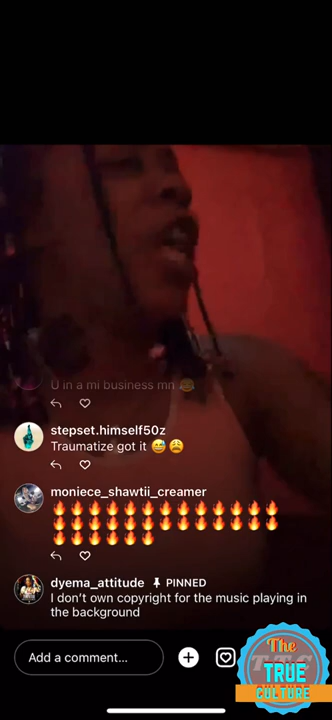 U in a mi business mn 😂
stepset.himself50z
Traumatize got it 😅😩
moniece_shawtii_creamer
🔥🔥🔥🔥🔥🔥🔥🔥🔥🔥🔥🔥🔥
🔥🔥🔥🔥🔥🔥🔥🔥🔥🔥🔥🔥🔥
🔥🔥🔥🔥🔥🔥
dyema_attitude 📌 PINNED
I don't own copyright for the music playing in
the background
Add a comment...
The
TRUE
CULTURE